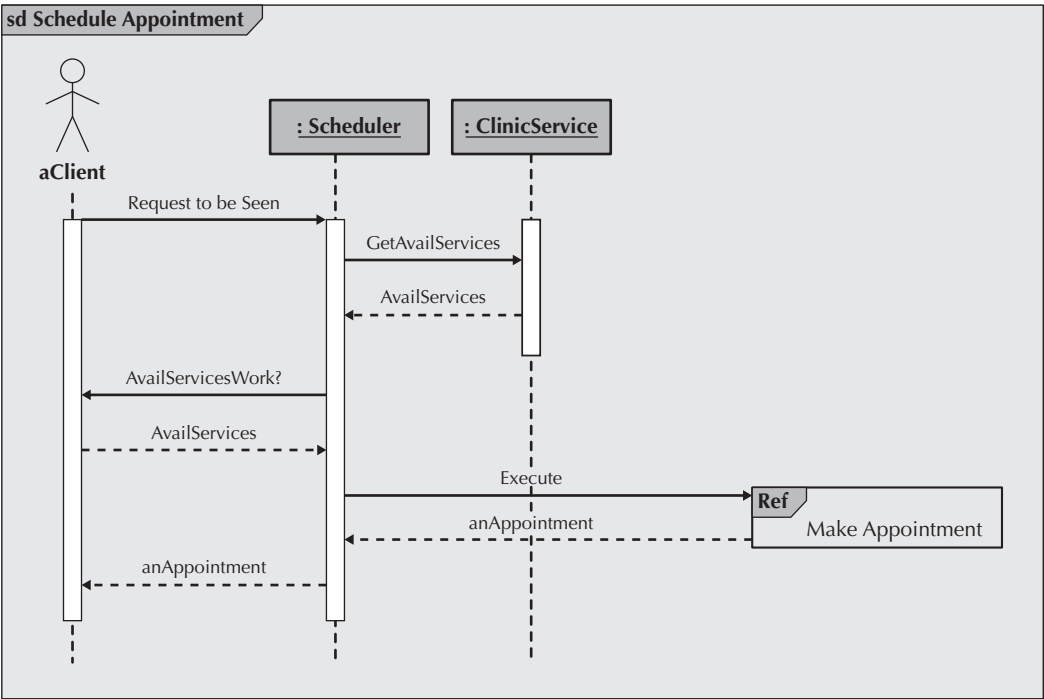 sd Schedule Appointment
aClient
: Scheduler
: ClinicService
Request to be Seen
GetAvailServices
AvailServices
AvailServicesWork?
AvailServices
Execute
Ref
Make Appointment
anAppointment
anAppointment